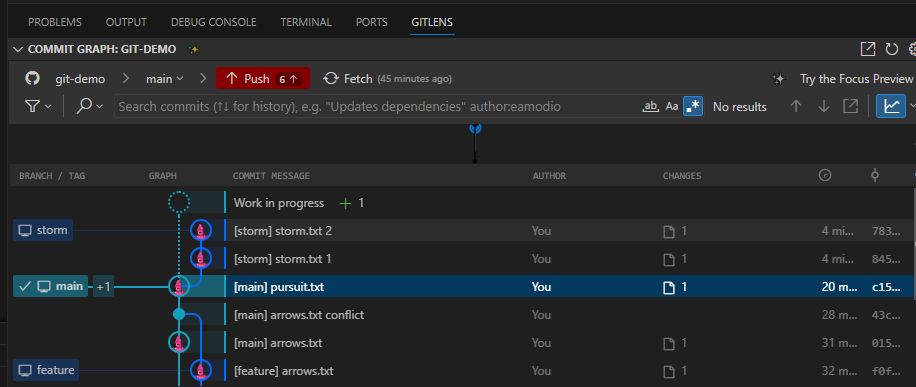 PROBLEMS OUTPUT DEBUG CONSOLE TERMINAL PORTS GITLENS
COMMIT GRAPH: GIT-DEMO
git-demo main Push 6 Fetch (45 minutes ago) Try the Focus Preview
Search commits (↑↓ for history), e.g. "Updates dependencies" author:eamodio ab, Aa .* No results
BRANCH / TAG GRAPH COMMIT MESSAGE AUTHOR CHANGES
Work in progress + 1
storm [storm] storm.txt 2 You 1 4 mi... 783...
[storm] storm.txt 1 You 1 4 mi... 845...
main +1 [main] pursuit.txt You 1 20 m... c15...
[main] arrows.txt conflict You 28 m... 43c...
[main] arrows.txt You 1 31 m... 015...
feature [feature] arrows.txt You 1 32 m... f0f...